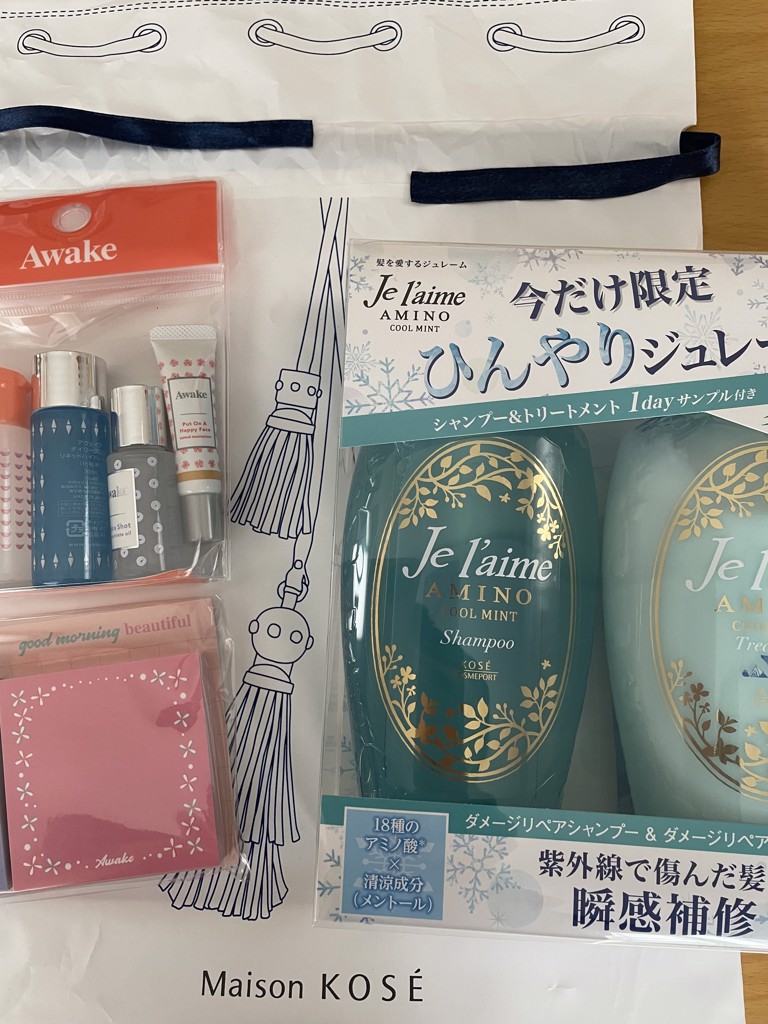 Awake
Awake
Put On A
Happy Face
Shot
good morning beautiful
Awake
髪を愛するジュレーム
Je l'aime
AMINO
COOL MINT
今だけ限定
ひんやりジュレー
シャンプー&トリートメント 1dayサンプル付き
Je l'aime
AMINO
COOL MINT
Shampoo
KOSÉ
COSMEPORT
Je l
AM
Trea
ダメージリペアシャンプー & ダメージリペア
18種の
アミノ酸*
×
清涼成分
(メントール)
紫外線で傷んだ髪
瞬感補修
Maison KOSÉ